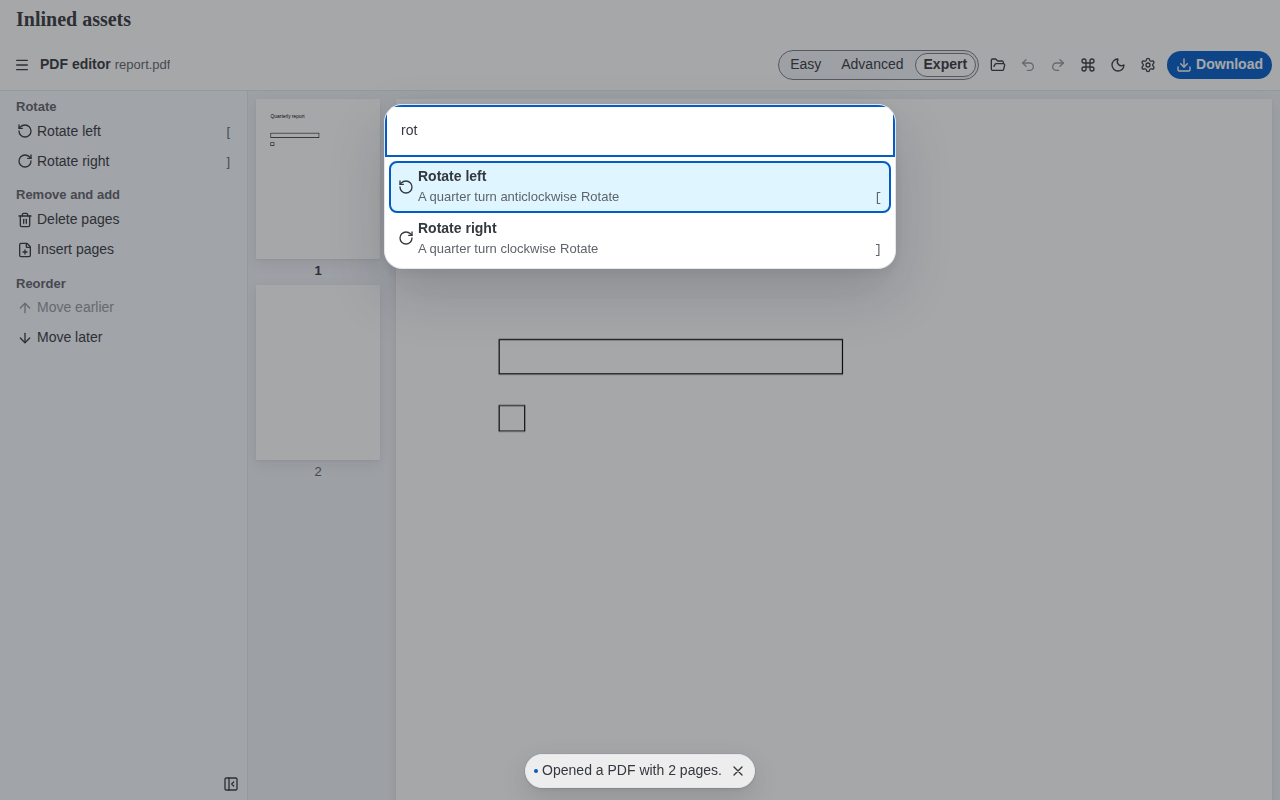 Inlined assets
PDF editor report.pdf
Easy Advanced Expert
Download
Rotate
Rotate left [
Rotate right ]
Remove and add
Delete pages
Insert pages
Reorder
Move earlier
Move later
Quarterly report
1
2
rot
Rotate left
A quarter turn anticlockwise Rotate [
Rotate right
A quarter turn clockwise Rotate ]
Opened a PDF with 2 pages.